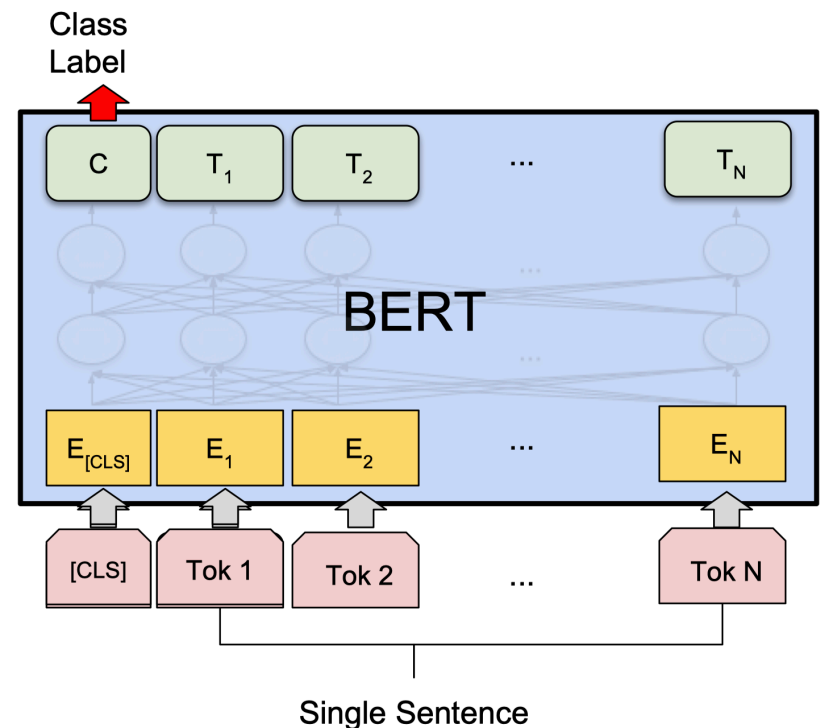 Class
Label
C T1 T2 ... TN
...
BERT
...
E[CLS] E1 E2 ... EN
[CLS] Tok 1 Tok 2 ... Tok N
Single Sentence